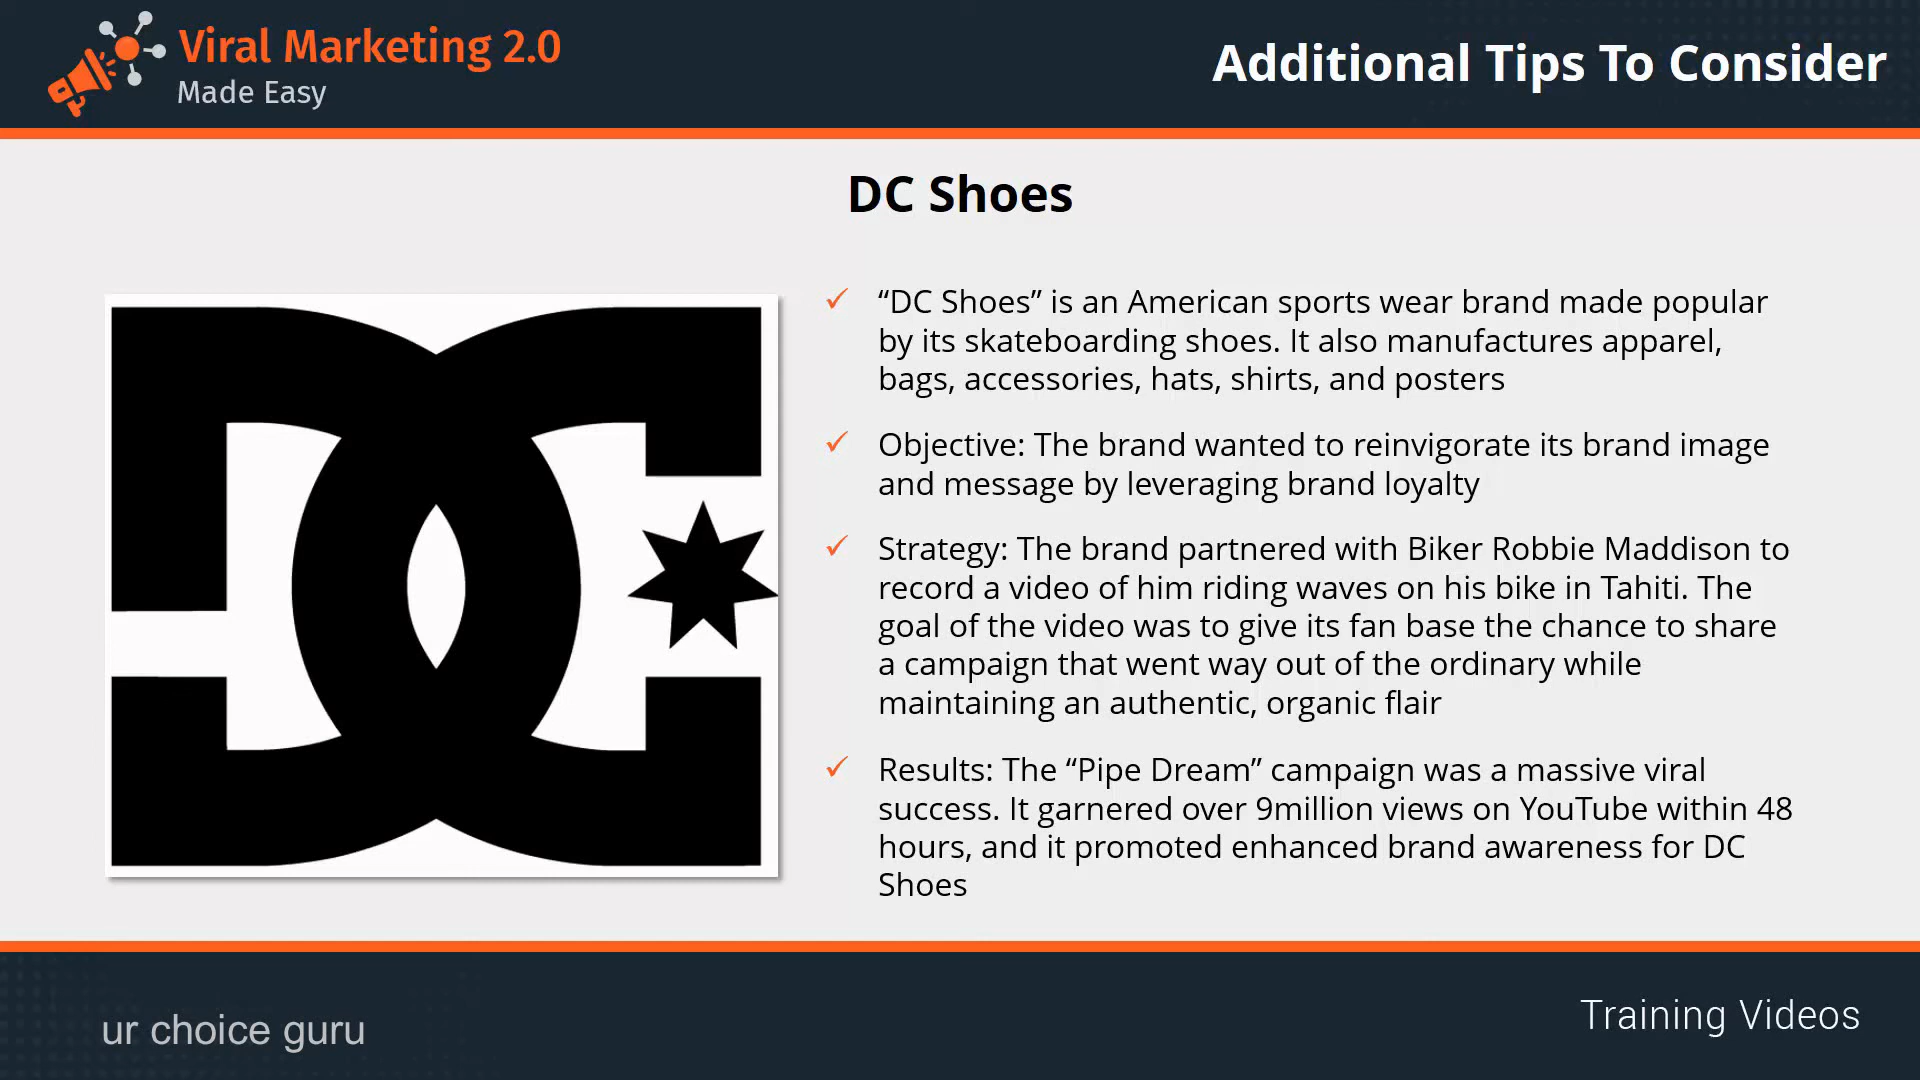 Viral Marketing 2.0
Made Easy
Additional Tips To Consider
DC Shoes
“DC Shoes” is an American sports wear brand made popular
by its skateboarding shoes. It also manufactures apparel,
bags, accessories, hats, shirts, and posters
Objective: The brand wanted to reinvigorate its brand image
and message by leveraging brand loyalty
Strategy: The brand partnered with Biker Robbie Maddison to
record a video of him riding waves on his bike in Tahiti. The
goal of the video was to give its fan base the chance to share
a campaign that went way out of the ordinary while
maintaining an authentic, organic flair
Results: The “Pipe Dream” campaign was a massive viral
success. It garnered over 9million views on YouTube within 48
hours, and it promoted enhanced brand awareness for DC
Shoes
ur choice guru
Training Videos